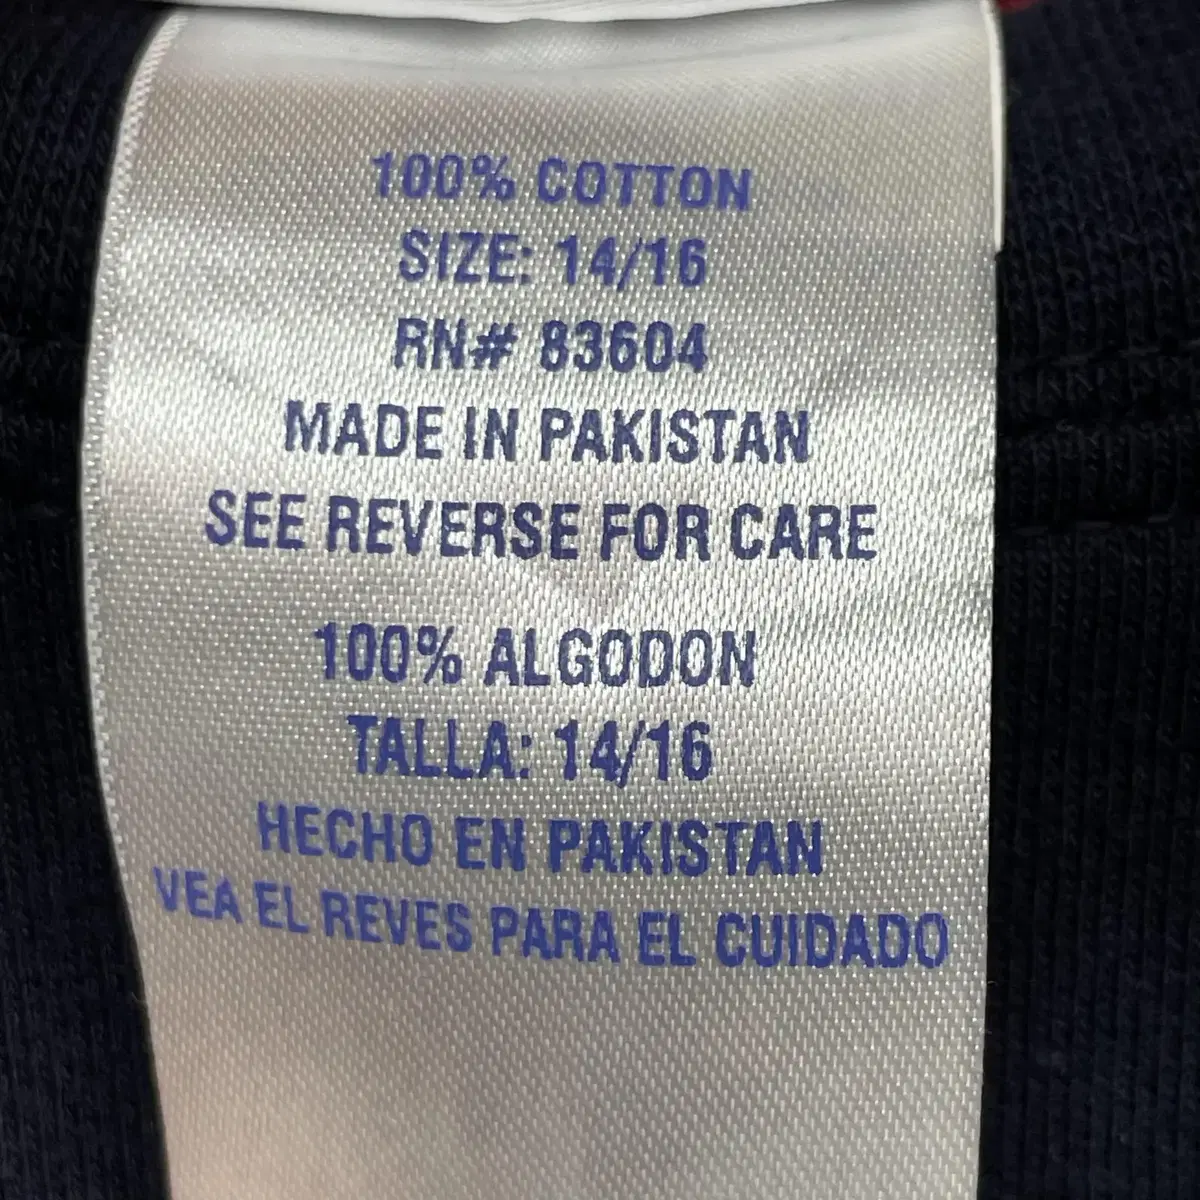 100% COTTON
SIZE: 14/16
RN# 83604
MADE IN PAKISTAN
SEE REVERSE FOR CARE
100% ALGODON
TALLA: 14/16
HECHO EN PAKISTAN
VEA EL REVES PARA EL CUIDADO